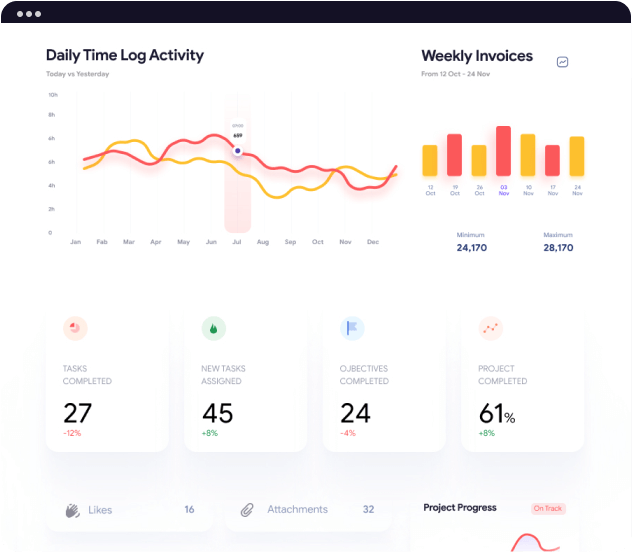 Daily Time Log Activity
Today vs Yesterday
10h
8h
6h
6h
4h
2h
0
659
Jan Fab Mar Apr May Jun Jul Aug Sep Oct Nov Dec
Weekly Invoices
From 12 Oct - 24 Nov
12 19 26 03 10 17 24
Oct Oct Oct Nov Nov Nov Nov
Minimum Maximum
24,170 28,170
TASKS
COMPLETED
27
-12%
NEW TASKS
ASSIGNED
45
+8%
OJBECTIVES
COMPLETED
24
-4%
PROJECT
COMPLETED
61%
+8%
Likes 16
Attachments 32
Project Progress On Track